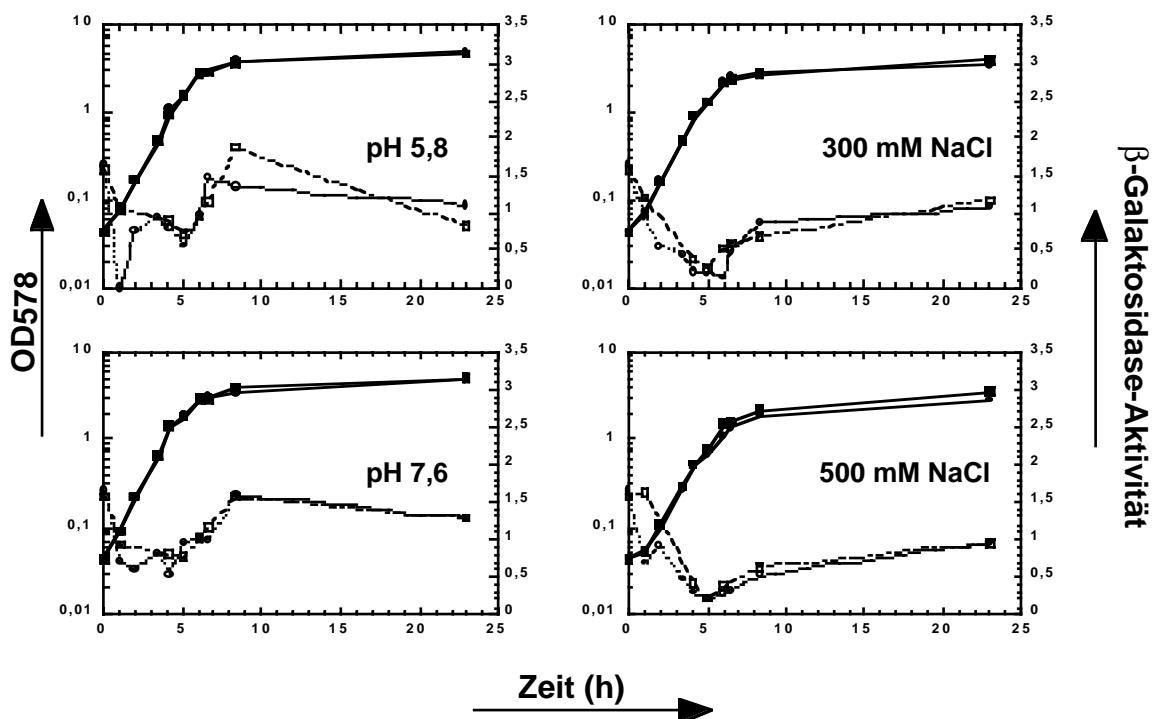 10 3,5 10 3,5
3 3
1 2,5 1 2,5
2 2
pH 5,8 300 mM NaCl
0,1 1,5 0,1 1,5
1 1
0,5 0,5
0,01 0 0,01 0
0 5 10 15 20 25 0 5 10 15 20 25
10 3,5 10 3,5
3 3
1 2,5 1 2,5
2 2
pH 7,6 500 mM NaCl
0,1 1,5 0,1 1,5
1 1
0,5 0,5
0,01 0 0,01 0
0 5 10 15 20 25 0 5 10 15 20 25
OD578
β-Galaktosidase-Aktivität
Zeit (h)